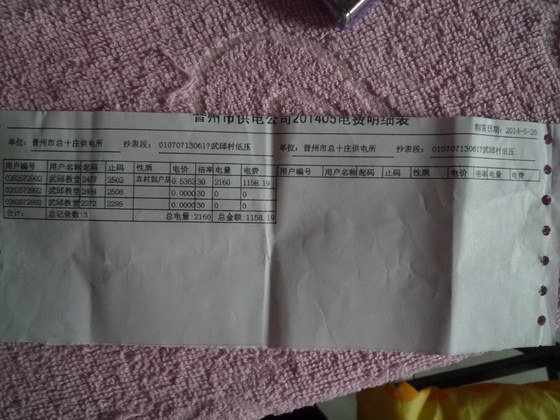 晋州市供电公司201405电费明细表
制表日期：2014-5-26
单位：晋州市总十庄供电所 抄表段：010707130617武邱村低压
单位：晋州市总十庄供电所 抄表段：010707130617武邱村低压
用户编号 用户名称 起码 止码 性质 电价 倍率 电量 电费
用户编号 用户名称 起码 止码 性质 电价 倍率 电量 电费
武邱教堂 2502 0.5362 30 2160 1158.19
武邱教堂 2508 0.0000 30 0 0
武邱教堂 2295 0.0000 30 0 0
合计： 总记录数：3 总电量：2160 总金额：1158.19